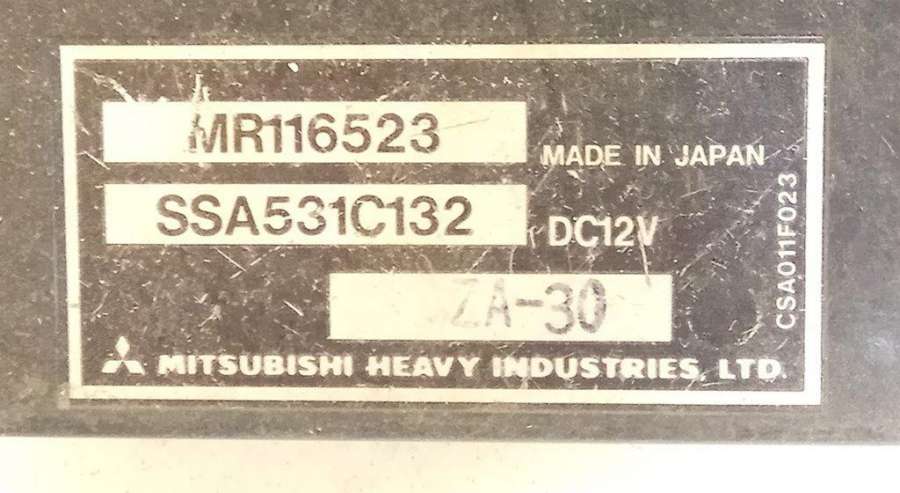 MR116523
MADE IN JAPAN
SSA531C132
DC12V
ZA-30
MITSUBISHI HEAVY INDUSTRIES, LTD.
CSA011F023